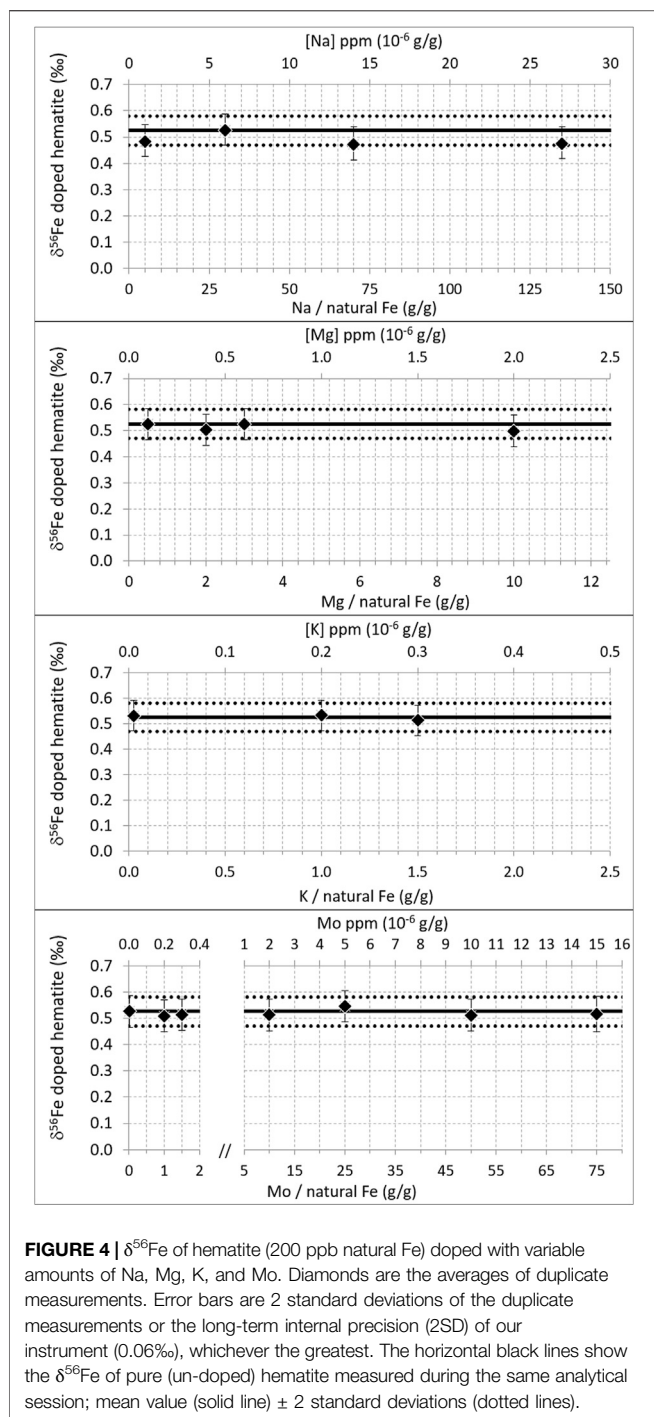 [Na] ppm (10⁻⁶ g/g)
0 6 12 18 24 30
δ⁵⁶Fe doped hematite (‰)
0.7
0.6
0.5
0.4
0.3
0.2
0.1
0.0
0 25 50 75 100 125 150
Na / natural Fe (g/g)
[Mg] ppm (10⁻⁶ g/g)
0.0 0.5 1.0 1.5 2.0 2.5
δ⁵⁶Fe doped hematite (‰)
0.7
0.6
0.5
0.4
0.3
0.2
0.1
0.0
0 2 4 6 8 10 12
Mg / natural Fe (g/g)
[K] ppm (10⁻⁶ g/g)
0.0 0.1 0.2 0.3 0.4 0.5
δ⁵⁶Fe doped hematite (‰)
0.7
0.6
0.5
0.4
0.3
0.2
0.1
0.0
0.0 0.5 1.0 1.5 2.0 2.5
K / natural Fe (g/g)
Mo ppm (10⁻⁶ g/g)
0.0 0.2 0.4 1 2 3 4 5 6 7 8 9 10 11 12 13 14 15 16
δ⁵⁶Fe doped hematite (‰)
0.7
0.6
0.5
0.4
0.3
0.2
0.1
0.0
0 1 2 // 5 15 25 35 45 55 65 75
Mo / natural Fe (g/g)
FIGURE 4 | δ⁵⁶Fe of hematite (200 ppb natural Fe) doped with variable
amounts of Na, Mg, K, and Mo. Diamonds are the averages of duplicate
measurements. Error bars are 2 standard deviations of the duplicate
measurements or the long-term internal precision (2SD) of our
instrument (0.06‰), whichever the greatest. The horizontal black lines show
the δ⁵⁶Fe of pure (un-doped) hematite measured during the same analytical
session; mean value (solid line) ± 2 standard deviations (dotted lines).